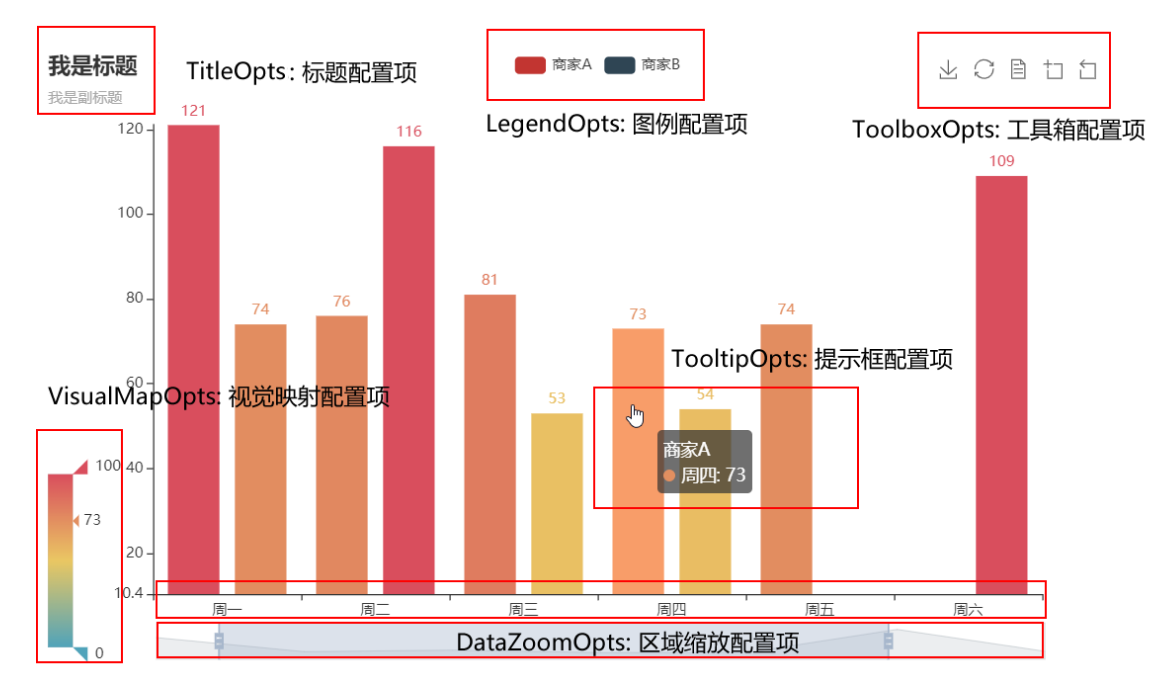 我是标题
我是副标题
TitleOpts: 标题配置项
商家A 商家B
LegendOpts: 图例配置项
ToolboxOpts: 工具箱配置项
121
116
109
120
100
80
60
40
20
10.4
74
76
81
53
73
54
74
TooltipOpts: 提示框配置项
VisualMapOpts: 视觉映射配置项
商家A
周四: 73
100
73
0
周一 周二 周三 周四 周五 周六
DataZoomOpts: 区域缩放配置项